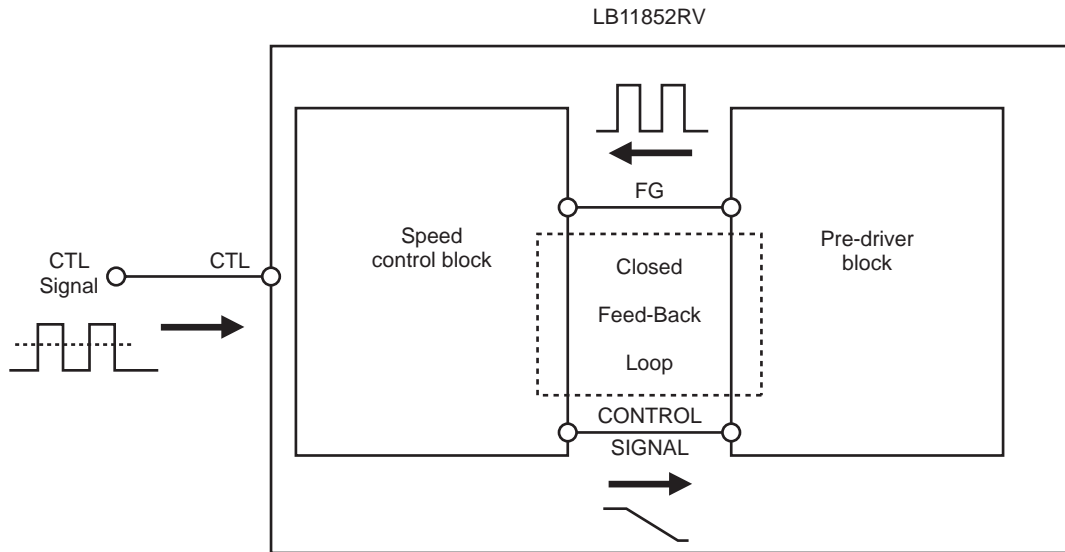 LB11852RV
FG
Speed
control block
Pre-driver
block
CTL
Signal
CTL
Closed
Feed-Back
Loop
CONTROL
SIGNAL